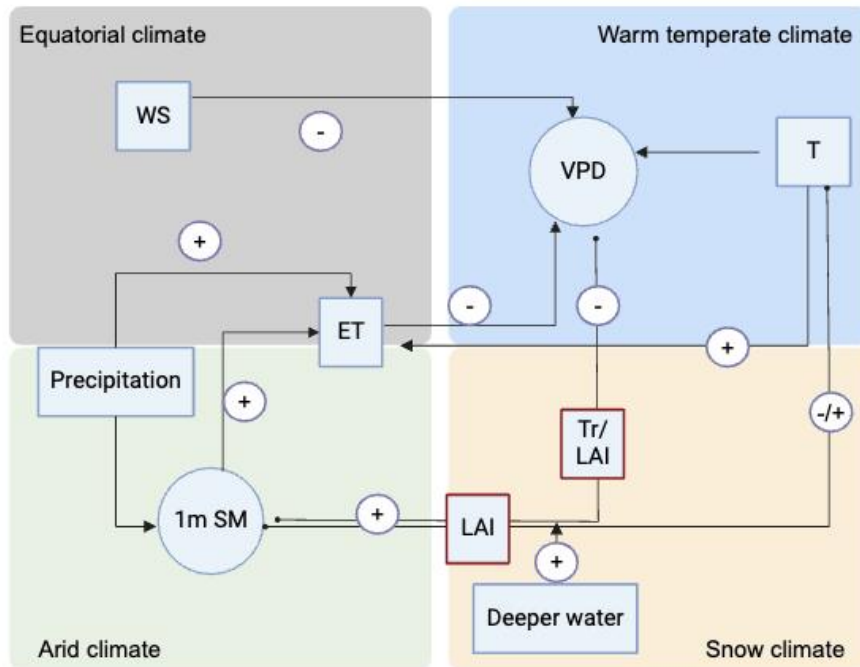 Equatorial climate
Warm temperate climate
WS
-
VPD
T
+
ET
-
-
+
Precipitation
+
-/+
Tr/
LAI
1m SM
+
LAI
+
Deeper water
Arid climate
Snow climate